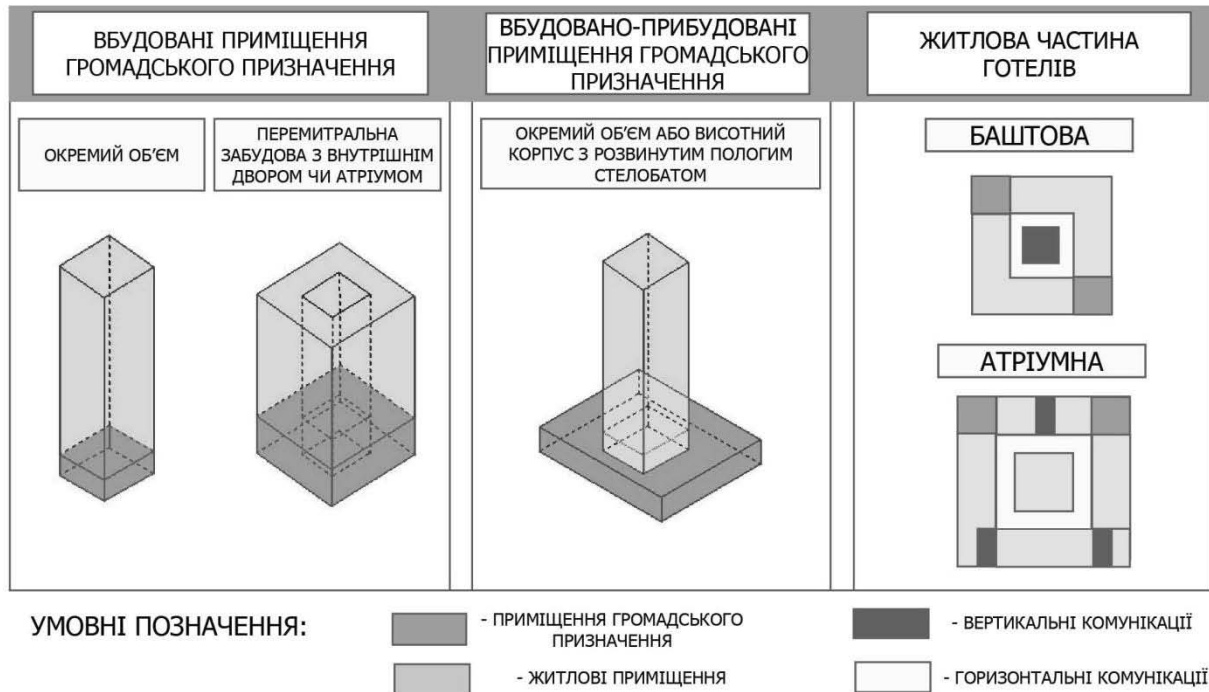 ВБУДОВАНІ ПРИМІЩЕННЯ
ГРОМАДСЬКОГО ПРИЗНАЧЕННЯ
ВБУДОВАНО-ПРИБУДОВАНІ
ПРИМІЩЕННЯ ГРОМАДСЬКОГО
ПРИЗНАЧЕННЯ
ЖИТЛОВА ЧАСТИНА
ГОТЕЛІВ
ОКРЕМИЙ ОБ’ЄМ
ПЕРЕМИТРАЛЬНА
ЗАБУДОВА З ВНУТРІШНІМ
ДВОРОМ ЧИ АТРІУМОМ
ОКРЕМИЙ ОБ’ЄМ АБО ВИСОТНИЙ
КОРПУС З РОЗВИНУТИМ ПОЛОГИМ
СТЕЛОБАТОМ
БАШТОВА
АТРІУМНА
УМОВНІ ПОЗНАЧЕННЯ:
- ПРИМІЩЕННЯ ГРОМАДСЬКОГО
ПРИЗНАЧЕННЯ
- ЖИТЛОВІ ПРИМІЩЕННЯ
- ВЕРТИКАЛЬНІ КОМУНІКАЦІЇ
- ГОРИЗОНТАЛЬНІ КОМУНІКАЦІЇ